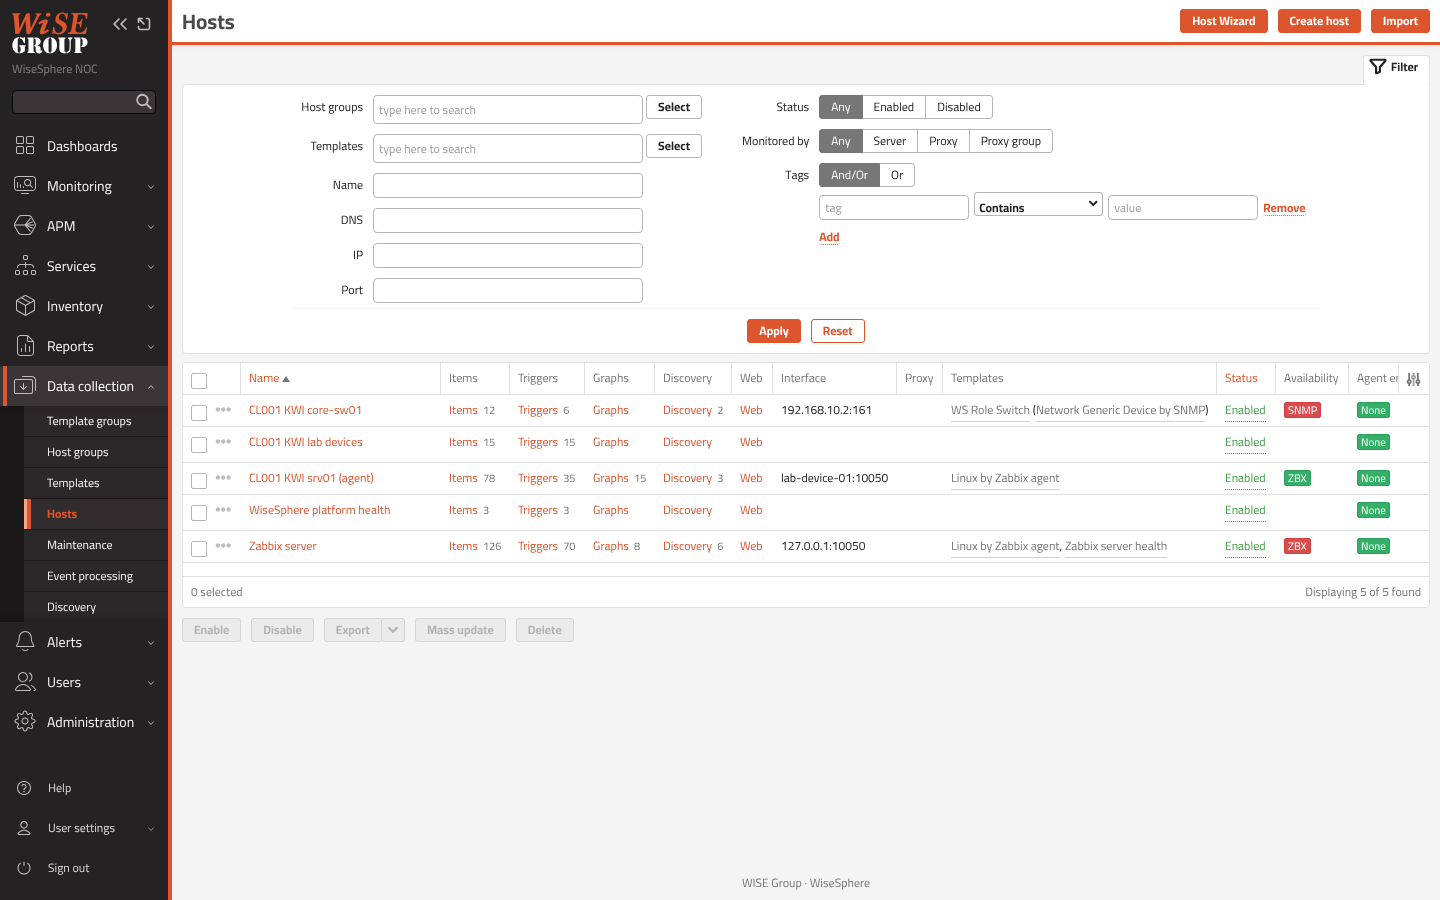 WiSE
GROUP
WiseSphere NOC
Dashboards
Monitoring
APM
Services
Inventory
Reports
Data collection
Template groups
Host groups
Templates
Hosts
Maintenance
Event processing
Discovery
Alerts
Users
Administration
Help
User settings
Sign out
Hosts
Host Wizard Create host Import
Filter
Host groups type here to search Select
Templates type here to search Select
Name
DNS
IP
Port
Status Any Enabled Disabled
Monitored by Any Server Proxy Proxy group
Tags And/Or Or
tag Contains value Remove
Add
Apply Reset
Name Items Triggers Graphs Discovery Web Interface Proxy Templates Status Availability Agent er
CL001 KWI core-sw01 Items 12 Triggers 6 Graphs Discovery 2 Web 192.168.10.2:161 WS Role Switch (Network Generic Device by SNMP) Enabled SNMP None
CL001 KWI lab devices Items 15 Triggers 15 Graphs Discovery Web Enabled None
CL001 KWI srv01 (agent) Items 78 Triggers 35 Graphs 15 Discovery 3 Web lab-device-01:10050 Linux by Zabbix agent Enabled ZBX None
WiseSphere platform health Items 3 Triggers 3 Graphs Discovery Web Enabled None
Zabbix server Items 126 Triggers 70 Graphs 8 Discovery 6 Web 127.0.0.1:10050 Linux by Zabbix agent, Zabbix server health Enabled ZBX None
0 selected Displaying 5 of 5 found
Enable Disable Export Mass update Delete
WISE Group · WiseSphere